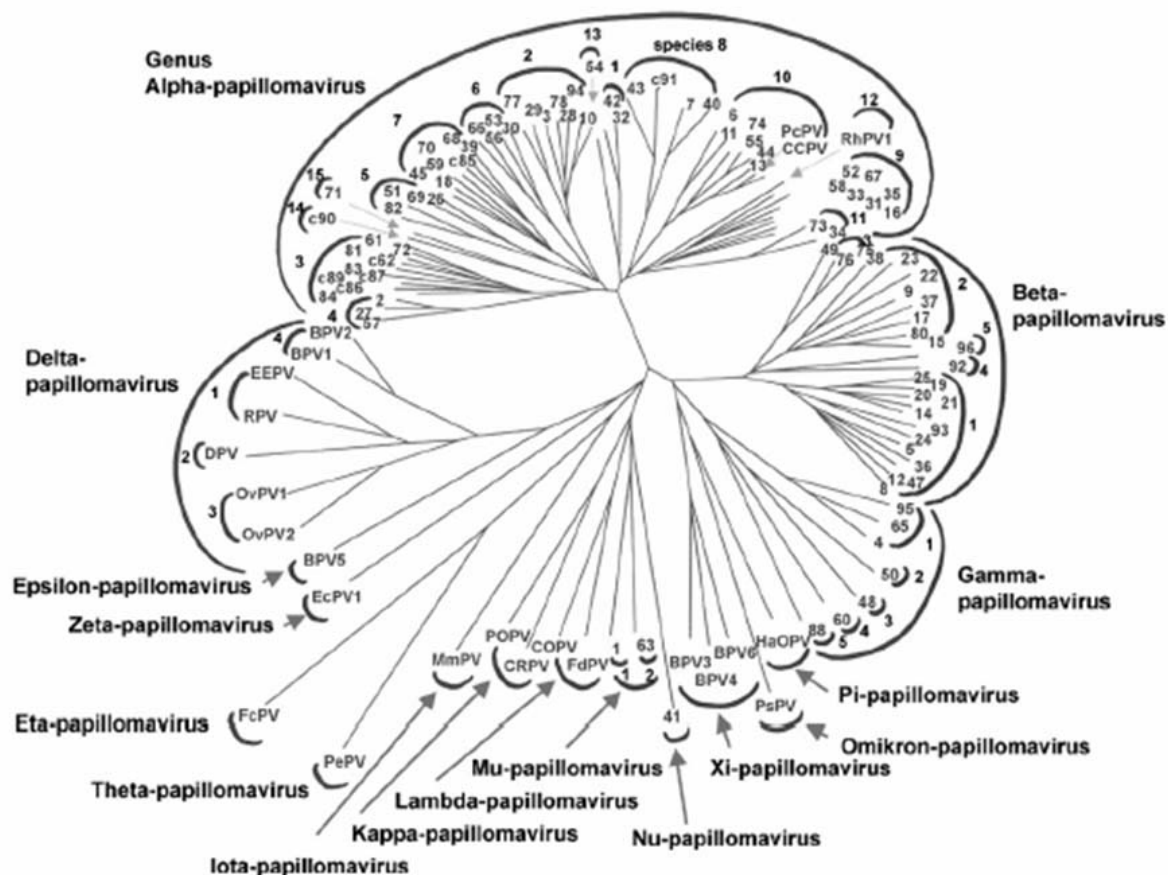 Genus
Alpha-papillomavirus
13
54
2
1
species 8
94
42
43
c91
7
40
10
6
77
29
3
78
28
10
32
6
11
74
55
44
13
PcPV
CCPV
12
RhPV1
7
66
53
56
30
70
68
39
c85
59
45
18
9
52
67
58
33
31
35
16
15
71
5
51
82
69
26
14
c90
11
73
34
3
61
81
72
c62
83
c87
c89
c86
84
49
76
75
38
3
23
22
2
9
37
17
80
15
Beta-
papillomavirus
4
2
27
57
5
96
92
4
Delta-
papillomavirus
4
BPV2
BPV1
1
EEPV
RPV
2
DPV
3
OvPV1
OvPV2
25
19
20
21
14
93
24
5
36
12
47
8
1
95
65
4
1
50
2
48
3
60
4
88
5
Gamma-
papillomavirus
BPV5
Epsilon-papillomavirus
EcPV1
Zeta-papillomavirus
MmPV
POPV
CRPV
COPV
FdPV
1
63
1
2
BPV3
BPV4
BPV6
HaOPV
PsPV
41
Pi-papillomavirus
Omikron-papillomavirus
FcPV
Eta-papillomavirus
PePV
Theta-papillomavirus
Mu-papillomavirus
Xi-papillomavirus
Lambda-papillomavirus
Kappa-papillomavirus
Nu-papillomavirus
Iota-papillomavirus